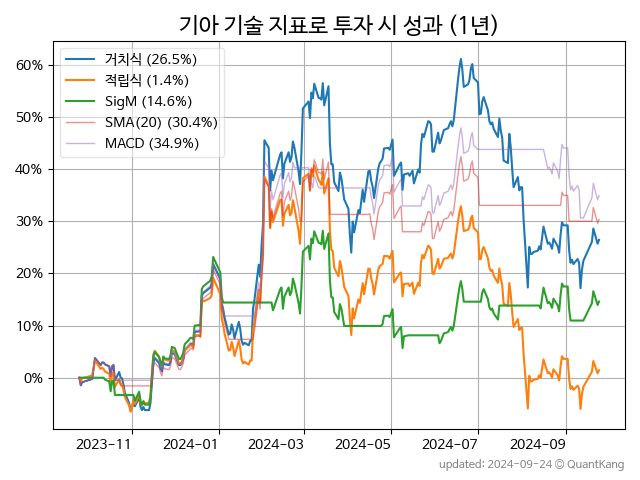 기아 기술 지표로 투자 시 성과 (1년)
거치식 (26.5%)
적립식 (1.4%)
SigM (14.6%)
SMA(20) (30.4%)
MACD (34.9%)
60%
50%
40%
30%
20%
10%
0%
2023-11 2024-01 2024-03 2024-05 2024-07 2024-09
updated: 2024-09-24 © QuantKang